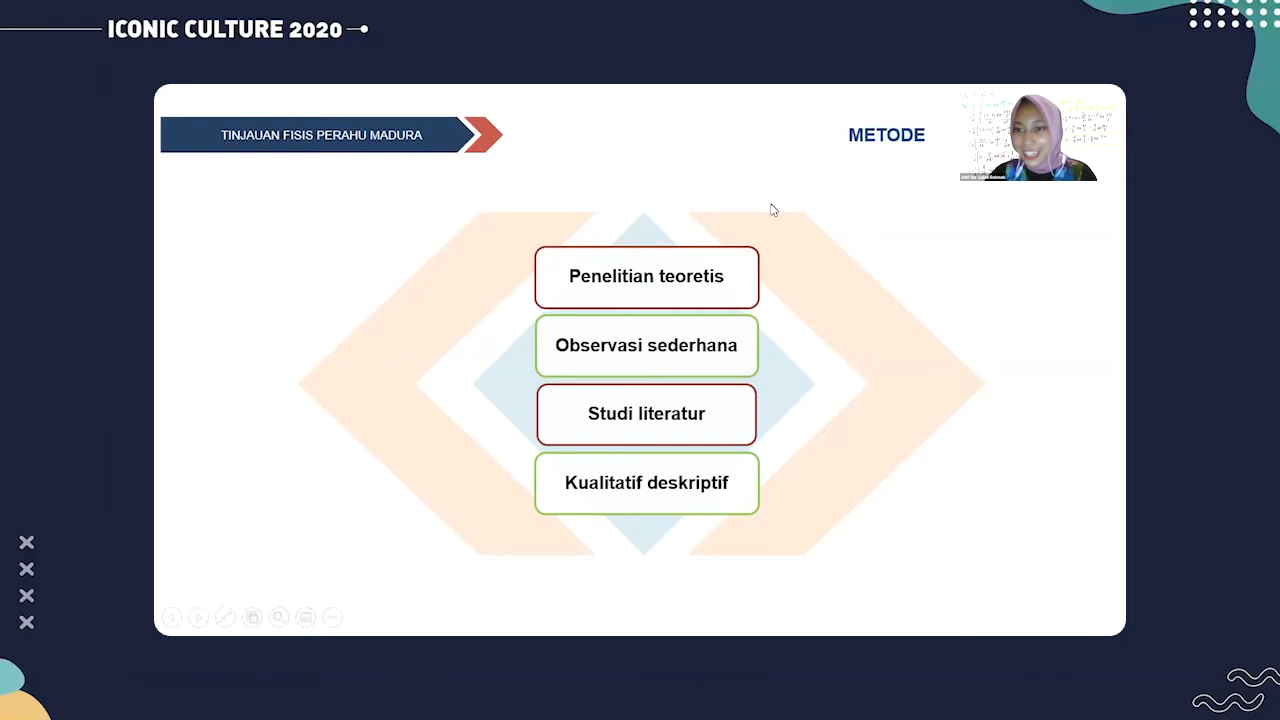 ICONIC CULTURE 2020
TINJAUAN FISIS PERAHU MADURA
METODE
Penelitian teoretis
Observasi sederhana
Studi literatur
Kualitatif deskriptif